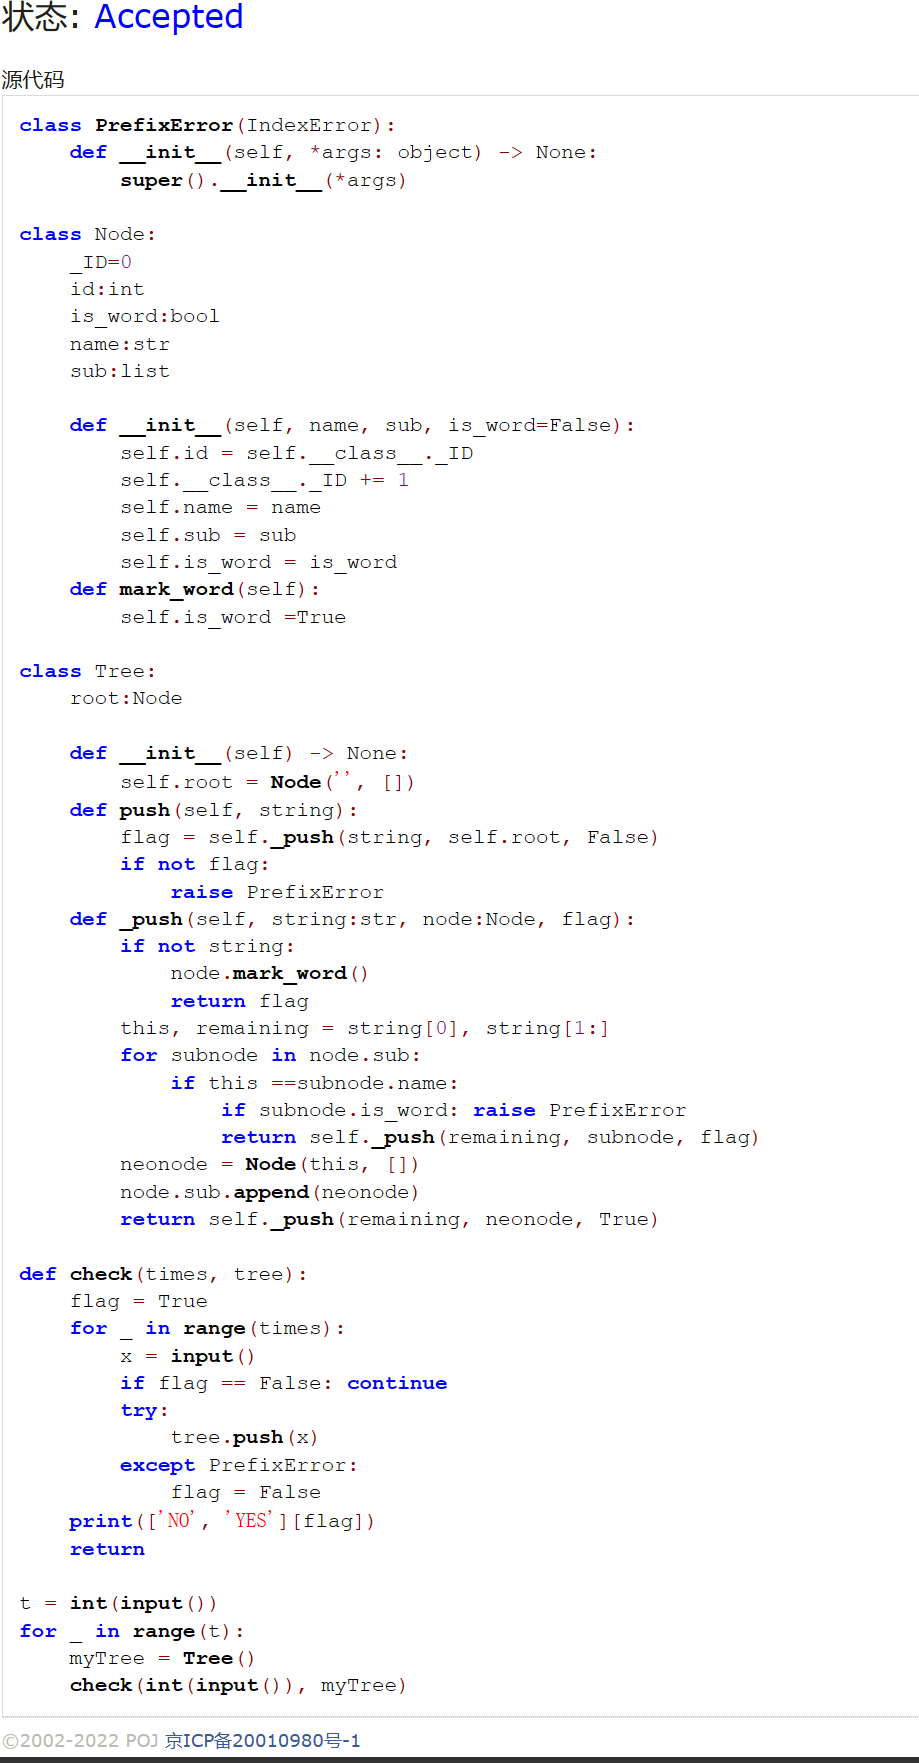 状态: Accepted
源代码
class PrefixError(IndexError):
    def __init__(self, *args: object) -> None:
        super().__init__(*args)

class Node:
    _ID=0
    id:int
    is_word:bool
    name:str
    sub:list

    def __init__(self, name, sub, is_word=False):
        self.id = self.__class__._ID
        self.__class__._ID += 1
        self.name = name
        self.sub = sub
        self.is_word = is_word
    def mark_word(self):
        self.is_word =True

class Tree:
    root:Node

    def __init__(self) -> None:
        self.root = Node('', [])
    def push(self, string):
        flag = self._push(string, self.root, False)
        if not flag:
            raise PrefixError
    def _push(self, string:str, node:Node, flag):
        if not string:
            node.mark_word()
            return flag
        this, remaining = string[0], string[1:]
        for subnode in node.sub:
            if this ==subnode.name:
                if subnode.is_word: raise PrefixError
                return self._push(remaining, subnode, flag)
        neonode = Node(this, [])
        node.sub.append(neonode)
        return self._push(remaining, neonode, True)

def check(times, tree):
    flag = True
    for _ in range(times):
        x = input()
        if flag == False: continue
        try:
            tree.push(x)
        except PrefixError:
            flag = False
    print(['NO', 'YES'][flag])
    return

t = int(input())
for _ in range(t):
    myTree = Tree()
    check(int(input()), myTree)
©2002-2022 POJ 京ICP备20010980号-1